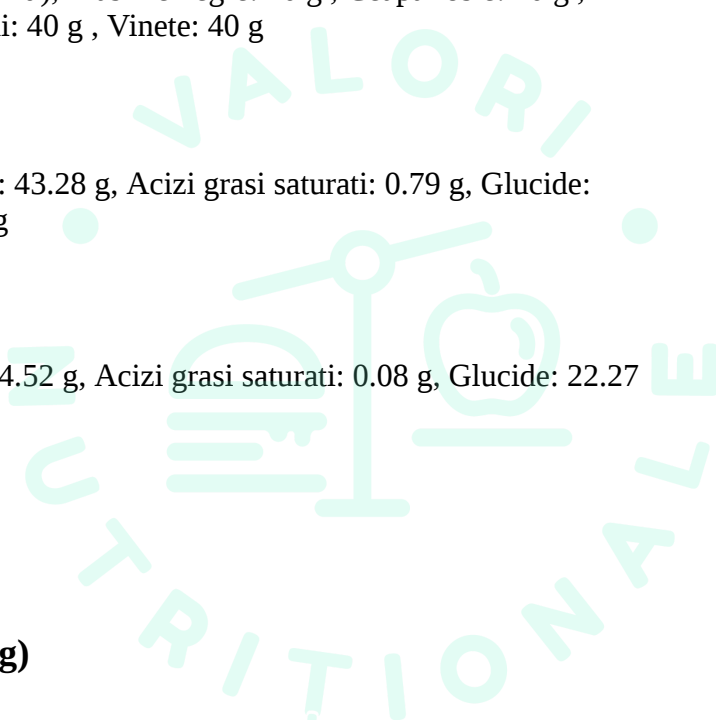 i: 40 g , Vinete: 40 g
VALORI
: 43.28 g, Acizi grasi saturati: 0.79 g, Glucide:
g
4.52 g, Acizi grasi saturati: 0.08 g, Glucide: 22.27
NUTRITIONALE
g)